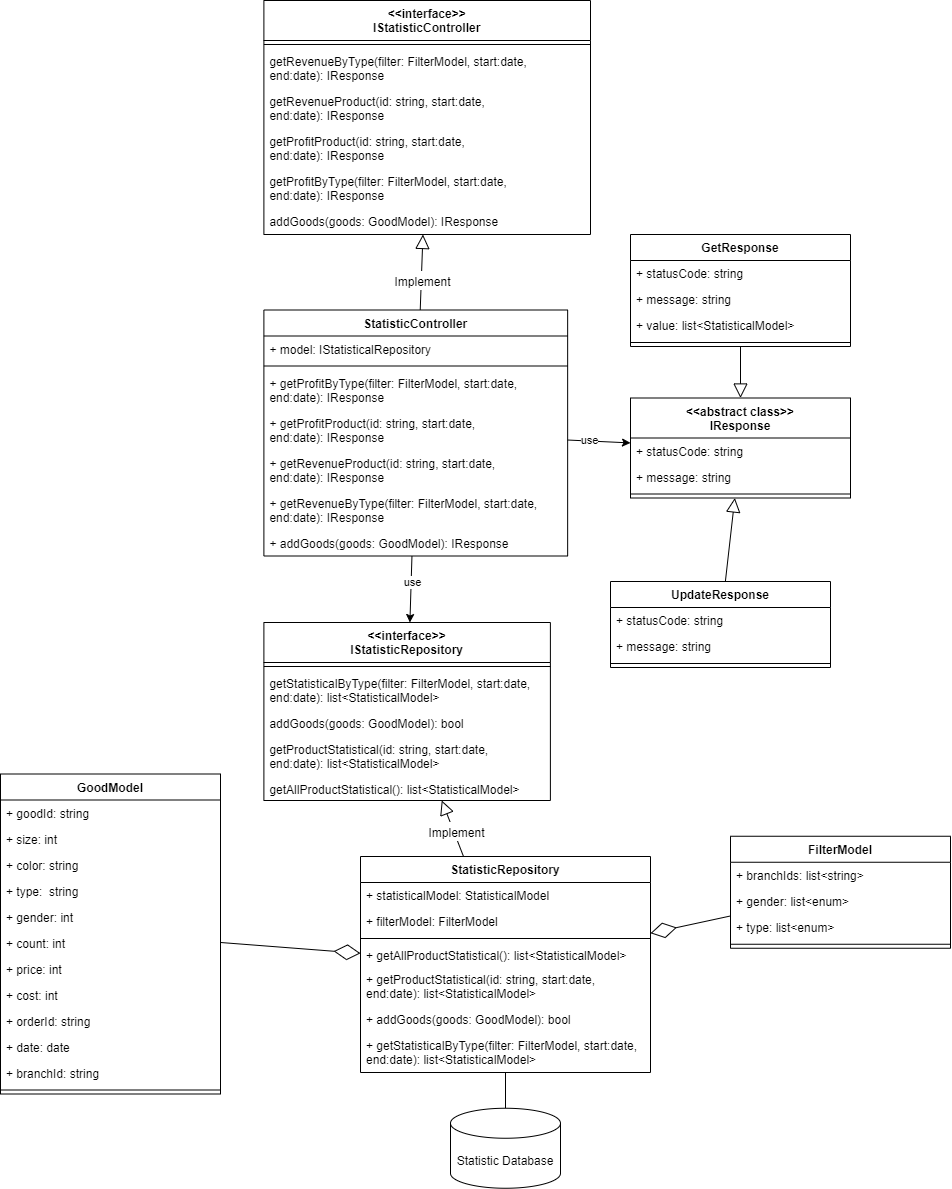 <<interface>>
IStatisticController
getRevenueByType(filter: FilterModel, start:date,
end:date): IResponse
getRevenueProduct(id: string, start:date,
end:date): IResponse
getProfitProduct(id: string, start:date,
end:date): IResponse
getProfitByType(filter: FilterModel, start:date,
end:date): IResponse
addGoods(goods: GoodModel): IResponse
Implement
StatisticController
+ model: IStatisticalRepository
+ getProfitByType(filter: FilterModel, start:date,
end:date): IResponse
+ getProfitProduct(id: string, start:date,
end:date): IResponse
+ getRevenueProduct(id: string, start:date,
end:date): IResponse
+ getRevenueByType(filter: FilterModel, start:date,
end:date): IResponse
+ addGoods(goods: GoodModel): IResponse
use
GetResponse
+ statusCode: string
+ message: string
+ value: list<StatisticalModel>
<<abstract class>>
IResponse
+ statusCode: string
+ message: string
UpdateResponse
+ statusCode: string
+ message: string
use
<<interface>>
IStatisticRepository
getStatisticalByType(filter: FilterModel, start:date,
end:date): list<StatisticalModel>
addGoods(goods: GoodModel): bool
getProductStatistical(id: string, start:date,
end:date): list<StatisticalModel>
getAllProductStatistical(): list<StatisticalModel>
Implement
GoodModel
+ goodId: string
+ size: int
+ color: string
+ type:  string
+ gender: int
+ count: int
+ price: int
+ cost: int
+ orderId: string
+ date: date
+ branchId: string
StatisticRepository
+ statisticalModel: StatisticalModel
+ filterModel: FilterModel
+ getAllProductStatistical(): list<StatisticalModel>
+ getProductStatistical(id: string, start:date,
end:date): list<StatisticalModel>
+ addGoods(goods: GoodModel): bool
+ getStatisticalByType(filter: FilterModel, start:date,
end:date): list<StatisticalModel>
FilterModel
+ branchIds: list<string>
+ gender: list<enum>
+ type: list<enum>
Statistic Database